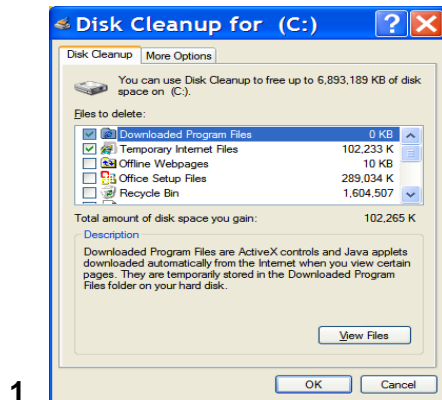 Disk Cleanup for (C:)
Disk Cleanup More Options
You can use Disk Cleanup to free up to 6,893,189 KB of disk
space on (C:).
Files to delete:
Downloaded Program Files 0 KB
Temporary Internet Files 102,233 K
Offline Webpages 10 KB
Office Setup Files 289,034 K
Recycle Bin 1,604,507
Total amount of disk space you gain: 102,265 K
Description
Downloaded Program Files are ActiveX controls and Java applets
downloaded automatically from the Internet when you view certain
pages. They are temporarily stored in the Downloaded Program
Files folder on your hard disk.
View Files
OK Cancel
1